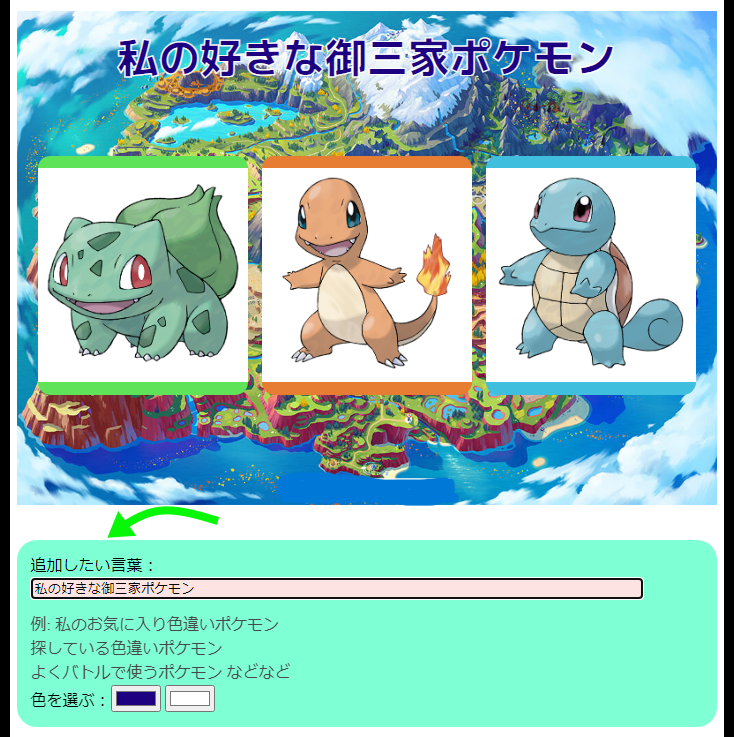 私の好きな御三家ポケモン
追加したい言葉：
私の好きな御三家ポケモン
例: 私のお気に入り色違いポケモン
探している色違いポケモン
よくバトルで使うポケモン などなど
色を選ぶ：